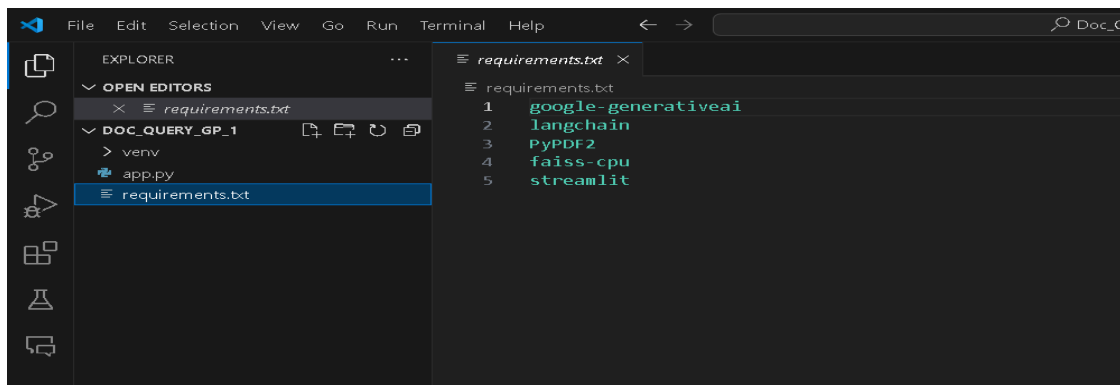 File Edit Selection View Go Run Terminal Help
EXPLORER
OPEN EDITORS
requirements.txt
DOC_QUERY_GP_1
venv
app.py
requirements.txt
requirements.txt
requirements.txt
1 google-generativeai
2 langchain
3 PyPDF2
4 faiss-cpu
5 streamlit